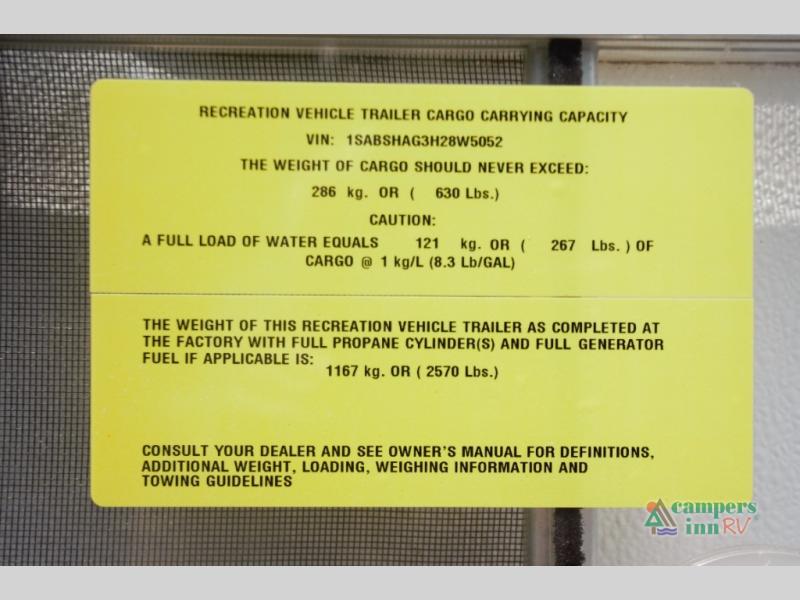 RECREATION VEHICLE TRAILER CARGO CARRYING CAPACITY
VIN: 1SABSHAG3H28W5052
THE WEIGHT OF CARGO SHOULD NEVER EXCEED:
286 kg. OR ( 630 Lbs.)
CAUTION:
A FULL LOAD OF WATER EQUALS 121 kg. OR ( 267 Lbs. ) OF
CARGO @ 1 kg/L (8.3 Lb/GAL)
THE WEIGHT OF THIS RECREATION VEHICLE TRAILER AS COMPLETED AT
THE FACTORY WITH FULL PROPANE CYLINDER(S) AND FULL GENERATOR
FUEL IF APPLICABLE IS:
1167 kg. OR ( 2570 Lbs.)
CONSULT YOUR DEALER AND SEE OWNER'S MANUAL FOR DEFINITIONS,
ADDITIONAL WEIGHT, LOADING, WEIGHING INFORMATION AND
TOWING GUIDELINES
campers
inn RV